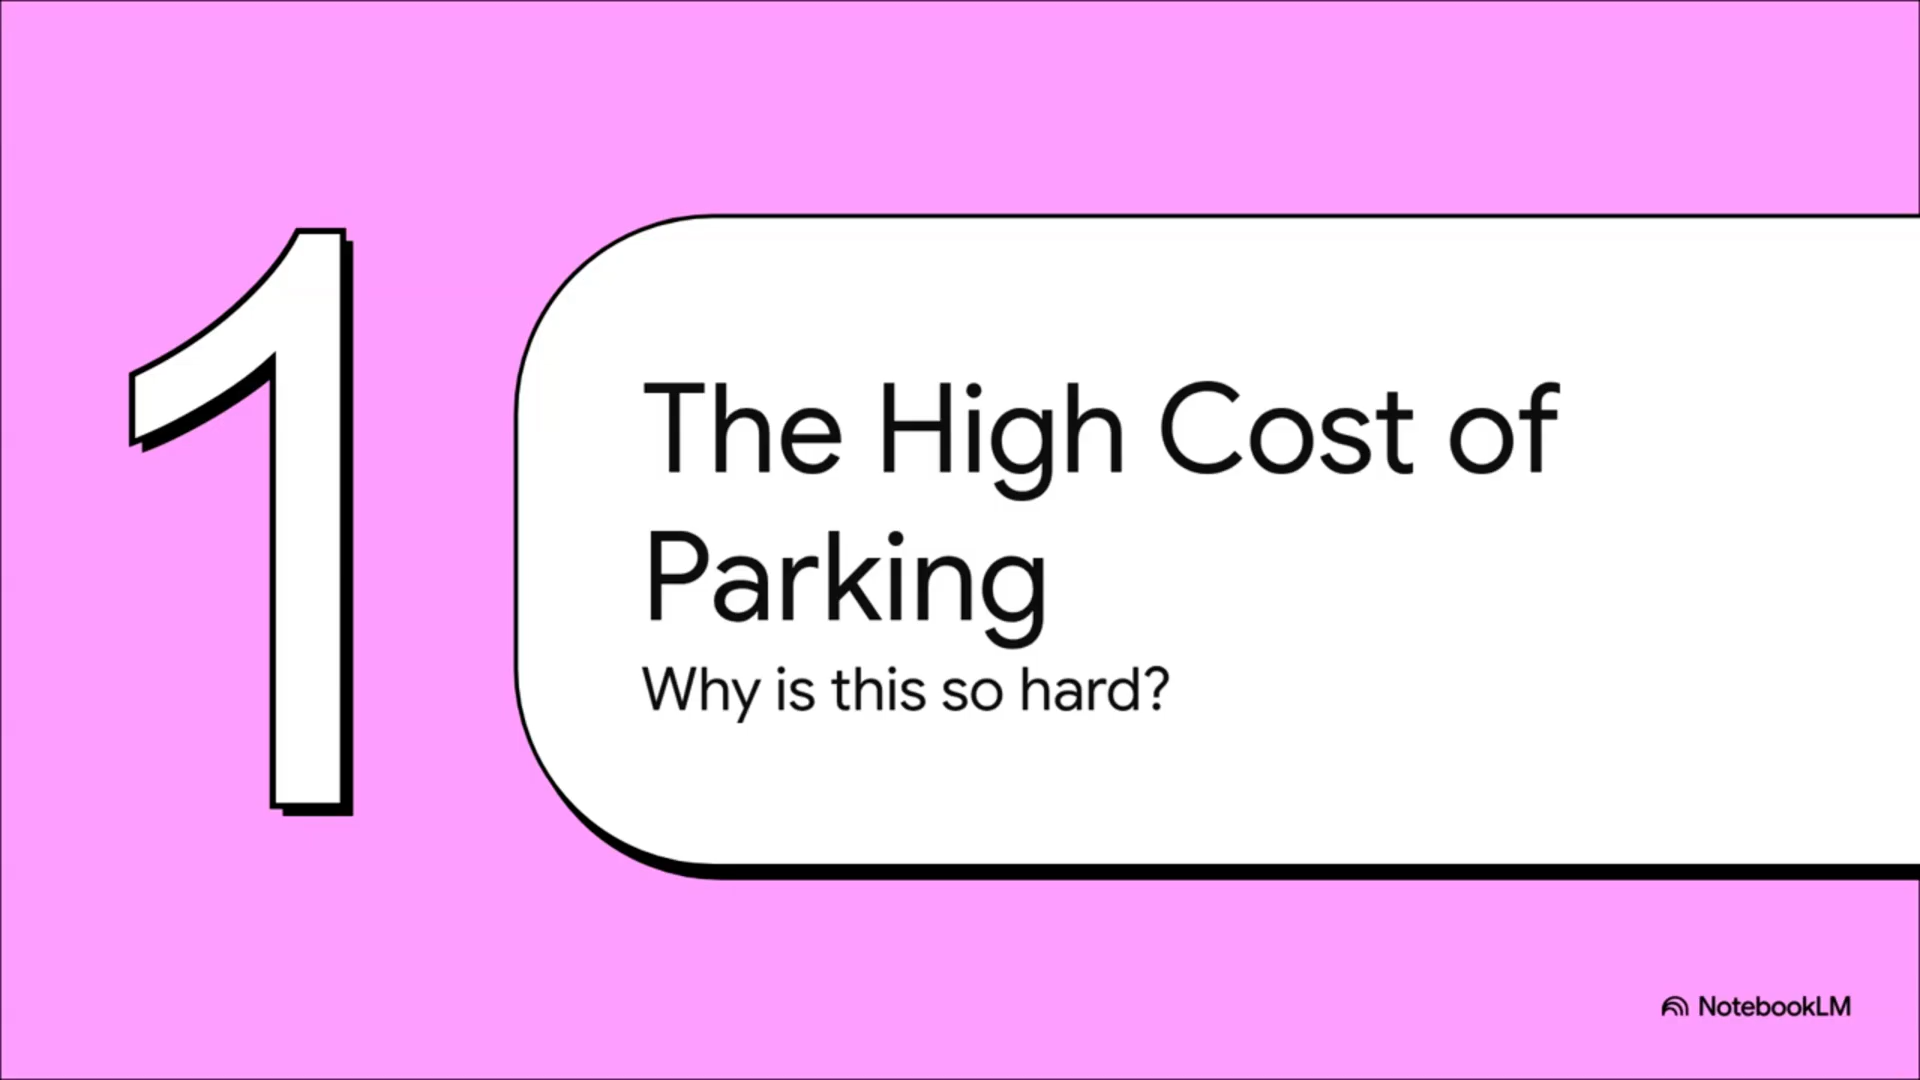 1
The High Cost of
Parking
Why is this so hard?
NotebookLM